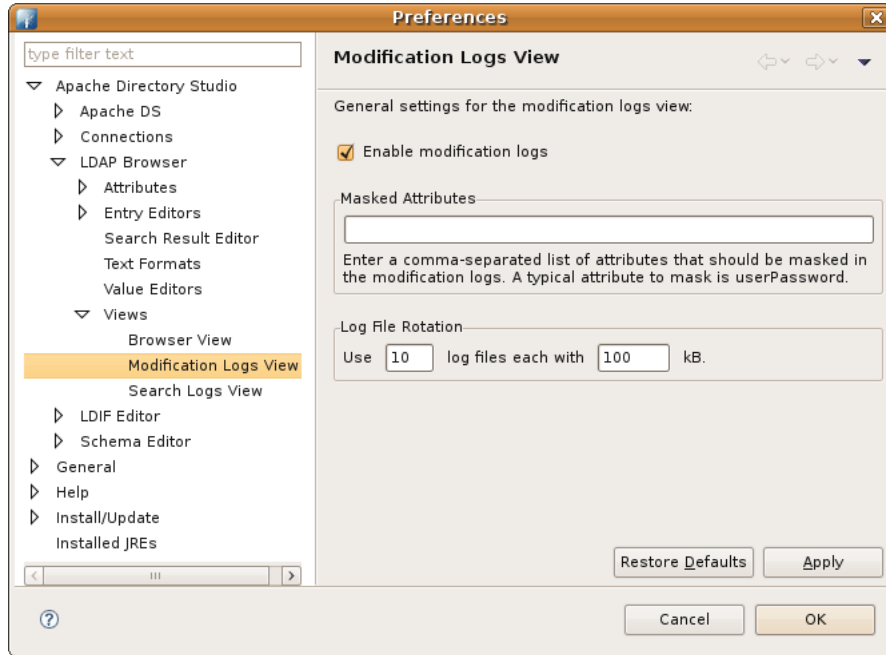 Preferences
type filter text
Apache Directory Studio
Apache DS
Connections
LDAP Browser
Attributes
Entry Editors
Search Result Editor
Text Formats
Value Editors
Views
Browser View
Modification Logs View
Search Logs View
LDIF Editor
Schema Editor
General
Help
Install/Update
Installed JREs
Modification Logs View
General settings for the modification logs view:
Enable modification logs
Masked Attributes
Enter a comma-separated list of attributes that should be masked in
the modification logs. A typical attribute to mask is userPassword.
Log File Rotation
Use 10 log files each with 100 kB.
Restore Defaults Apply
Cancel OK